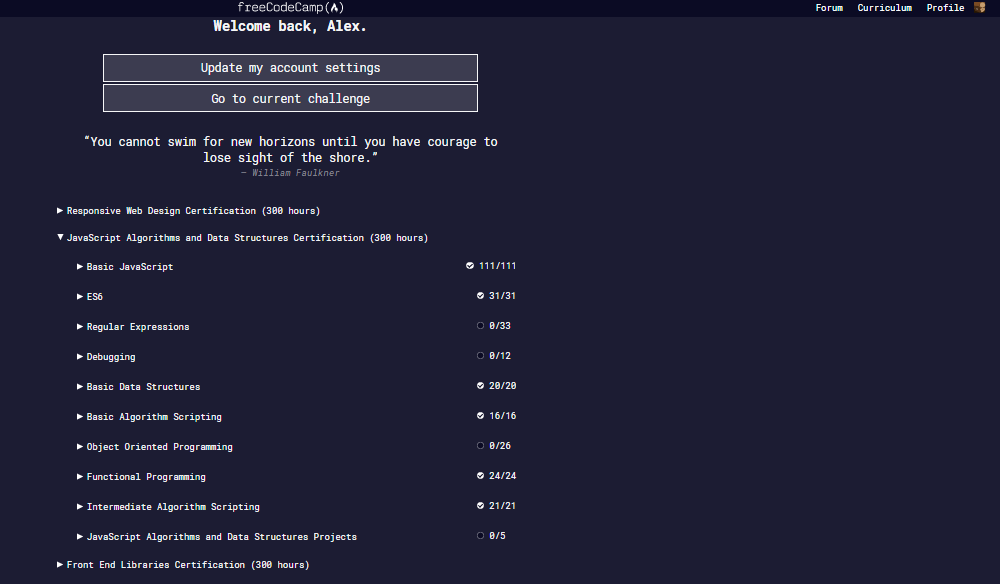 freeCodeCamp(🔥)
Forum Curriculum Profile
Welcome back, Alex.
Update my account settings
Go to current challenge
“You cannot swim for new horizons until you have courage to
lose sight of the shore.”
— William Faulkner
▶ Responsive Web Design Certification (300 hours)
▼ JavaScript Algorithms and Data Structures Certification (300 hours)
▶ Basic JavaScript 111/111
▶ ES6 31/31
▶ Regular Expressions 0/33
▶ Debugging 0/12
▶ Basic Data Structures 20/20
▶ Basic Algorithm Scripting 16/16
▶ Object Oriented Programming 0/26
▶ Functional Programming 24/24
▶ Intermediate Algorithm Scripting 21/21
▶ JavaScript Algorithms and Data Structures Projects 0/5
▶ Front End Libraries Certification (300 hours)